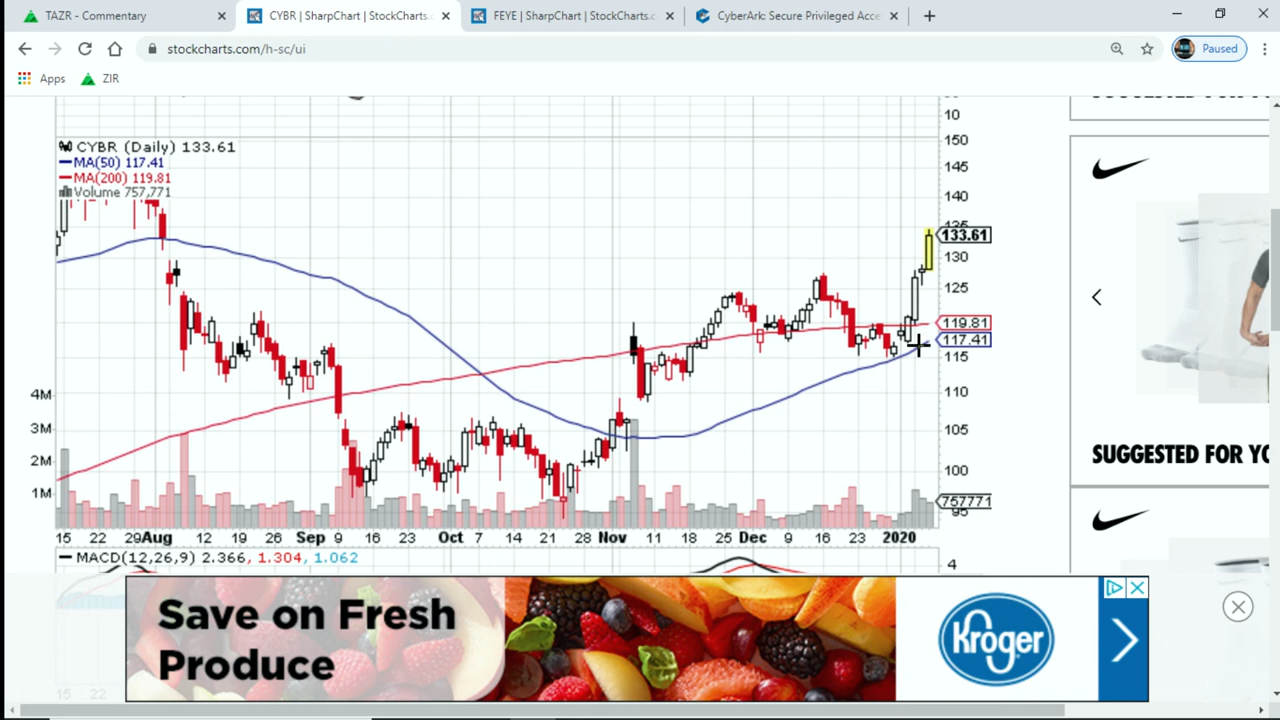 TAZR - Commentary
CYBR | SharpChart | StockCharts.
FEYE | SharpChart | StockCharts.c
CyberArk: Secure Privileged Acce
stockcharts.com/h-sc/ui
Paused
Apps
ZIR
10
CYBR (Daily) 133.61
MA(50) 117.41
MA(200) 119.81
Volume 757,771
150
145
140
135
133.61
130
125
119.81
117.41
115
110
105
100
757771
95
4M
3M
2M
1M
15 22 29 Aug 12 19 26 Sep 9 16 23 Oct 7 14 21 28 Nov 11 18 25 Dec 9 16 23 2020
MACD(12,26,9) 2.366, 1.304, 1.062
4
Save on Fresh
Produce
Kroger
15 22
SUGGESTED FOR YO